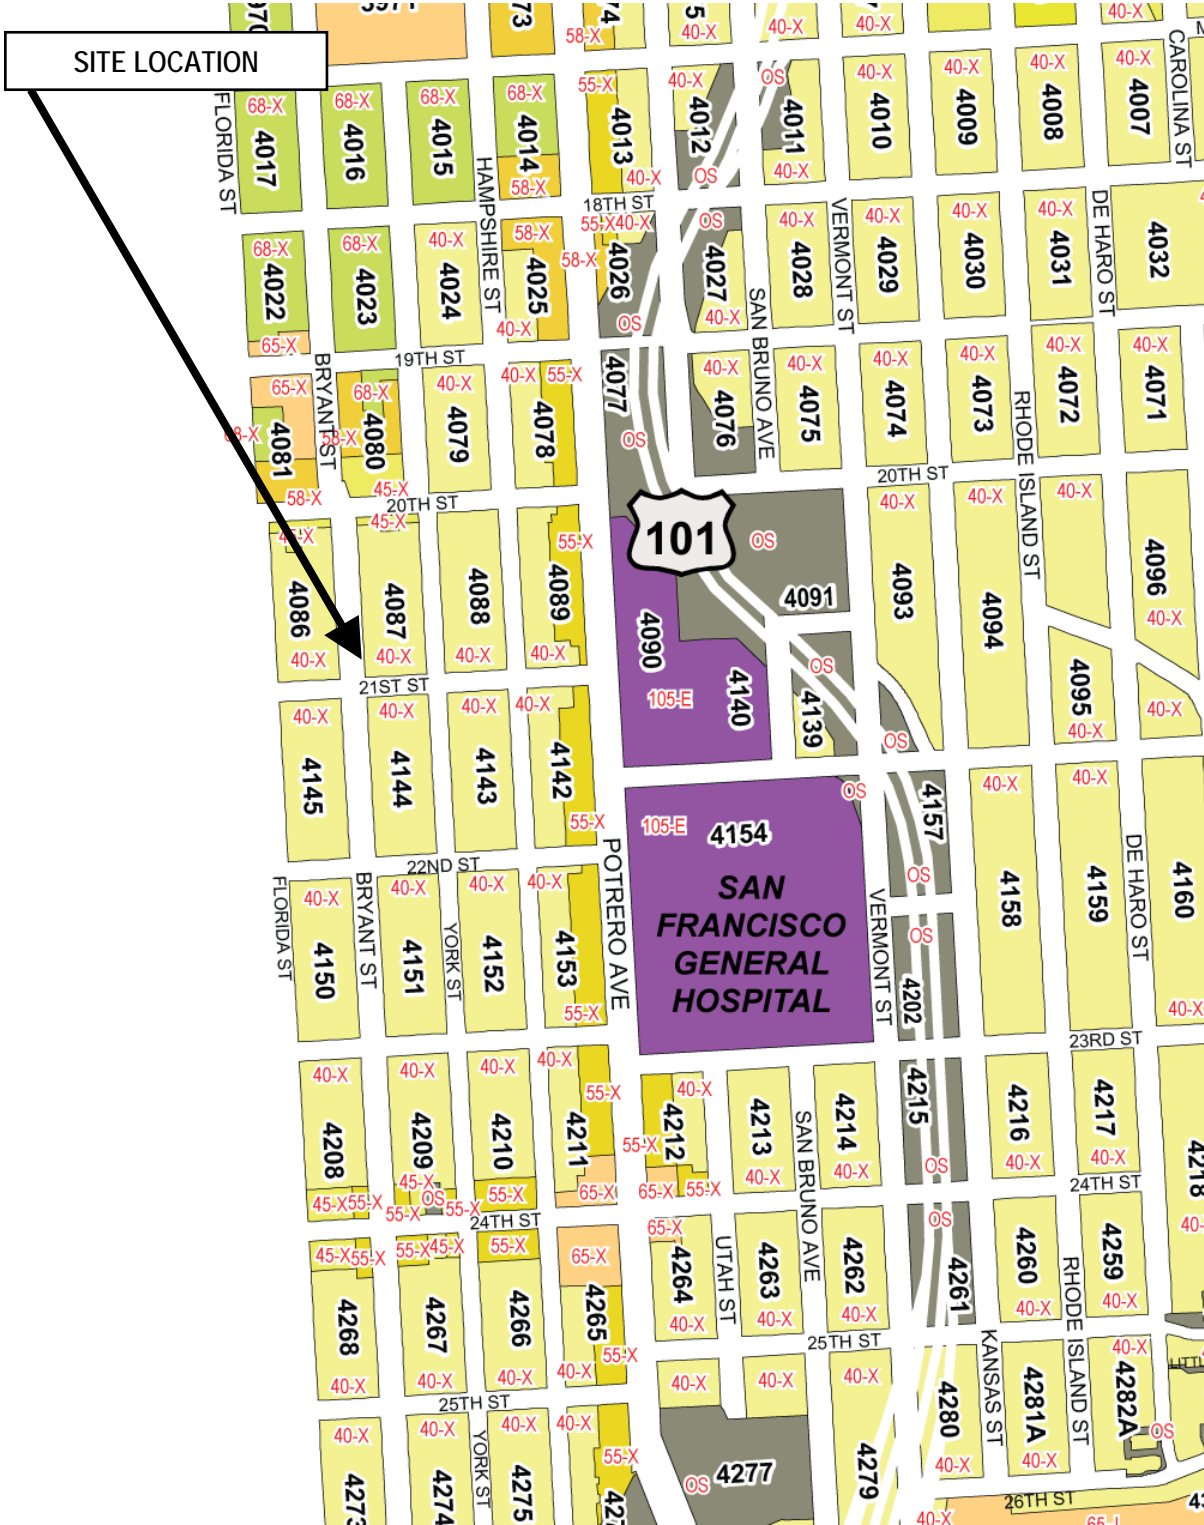 SITE LOCATION
3971
40-X
58-X
40-X
40-X
40-X
CAROLINA ST
FLORIDA ST
68-X
4017
68-X
4016
68-X
4015
68-X
4014
58-X
55-X
4013
40-X
40-X
4012
OS
OS
4011
40-X
40-X
4010
40-X
4009
40-X
4008
40-X
4007
HAMPSHIRE ST
18TH ST
68-X
4022
65-X
68-X
4023
40-X
4024
58-X
4025
40-X
55-X
40-X
58-X
4026
OS
OS
4027
40-X
SAN BRUNO AVE
40-X
4028
VERMONT ST
40-X
4029
40-X
4030
40-X
4031
DE HARO ST
4032
19TH ST
BRYANT ST
65-X
4081
58-X
68-X
58-X
4080
45-X
40-X
4079
40-X
55-X
4078
4077
OS
40-X
4076
40-X
4075
40-X
4074
40-X
4073
RHODE ISLAND ST
40-X
4072
40-X
4071
20TH ST
20TH ST
45-X
4086
40-X
45-X
4087
40-X
4088
40-X
55-X
4089
40-X
101
OS
4091
4090
105-E
4140
OS
4139
OS
40-X
4093
40-X
4094
40-X
4095
40-X
4096
40-X
40-X
21ST ST
40-X
4145
40-X
4144
40-X
4143
40-X
4142
55-X
POTRERO AVE
105-E
4154
SAN
FRANCISCO
GENERAL
HOSPITAL
OS
4157
OS
VERMONT ST
40-X
4158
40-X
4159
DE HARO ST
4160
40-X
22ND ST
FLORIDA ST
40-X
4150
BRYANT ST
40-X
4151
YORK ST
40-X
4152
40-X
4153
55-X
OS
4202
23RD ST
40-X
4208
45-X
55-X
40-X
4209
45-X
OS
55-X
55-X
40-X
4210
55-X
40-X
55-X
4211
65-X
40-X
4212
55-X
65-X
55-X
4213
40-X
SAN BRUNO AVE
4214
40-X
4215
OS
4216
40-X
4217
40-X
4218
24TH ST
24TH ST
45-X
55-X
4268
40-X
55-X
45-X
4267
40-X
55-X
4266
40-X
65-X
4265
55-X
40-X
65-X
4264
40-X
UTAH ST
4263
40-X
4262
40-X
OS
4261
4260
40-X
RHODE ISLAND ST
4259
40-X
25TH ST
25TH ST
40-X
4273
40-X
4274
YORK ST
40-X
4275
40-X
55-X
40-X
40-X
OS
4277
40-X
4279
4280
40-X
KANSAS ST
4281A
40-X
40-X
4282A
OS
26TH ST
40-X